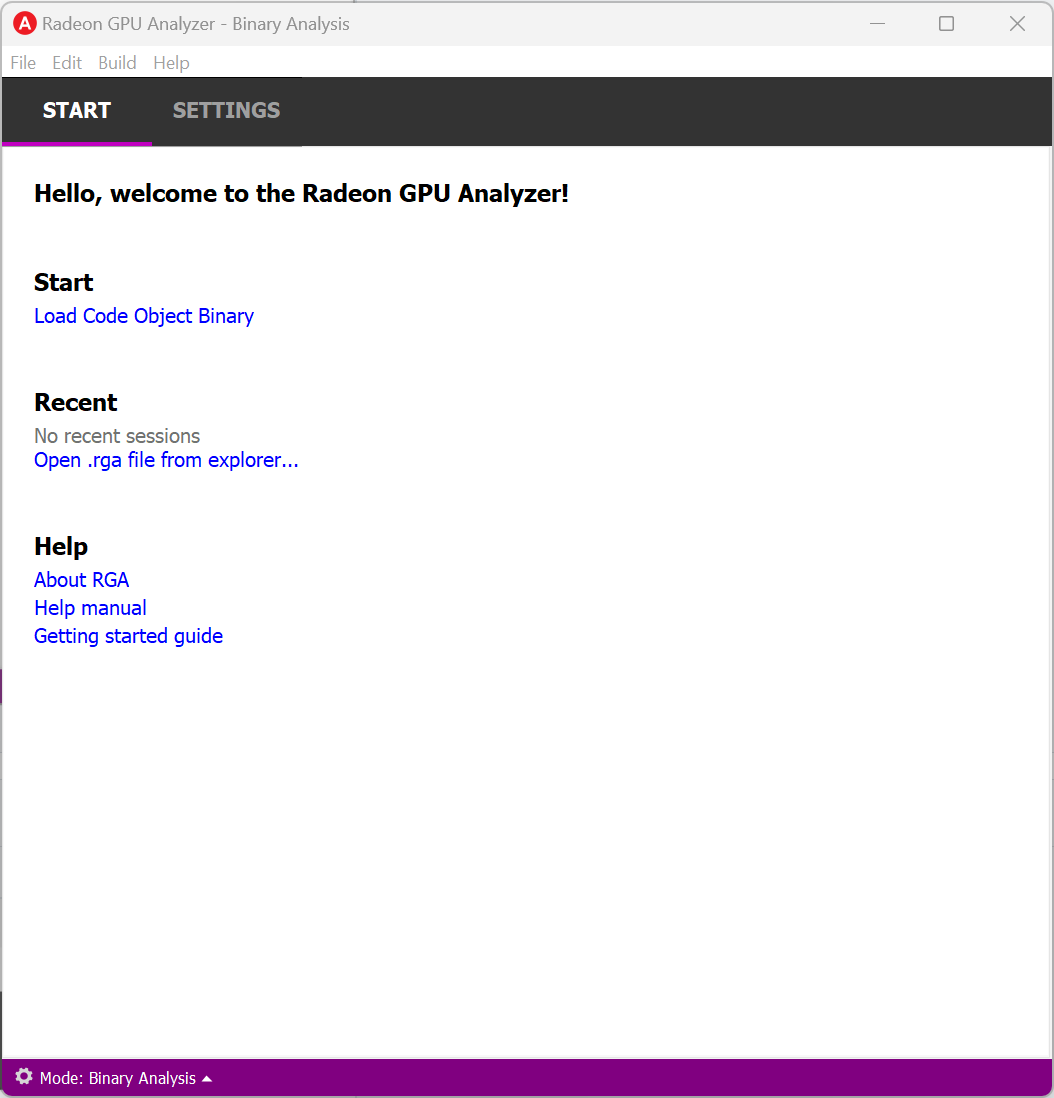 Radeon GPU Analyzer - Binary Analysis
File Edit Build Help
START SETTINGS
Hello, welcome to the Radeon GPU Analyzer!
Start
Load Code Object Binary
Recent
No recent sessions
Open .rga file from explorer...
Help
About RGA
Help manual
Getting started guide
Mode: Binary Analysis